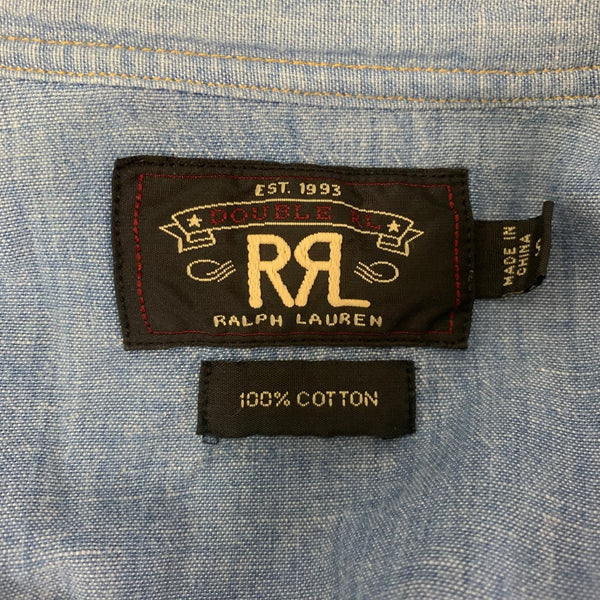 EST. 1993
DOUBLE RL
RRL
RALPH LAUREN
MADE IN
CHINA
100% COTTON